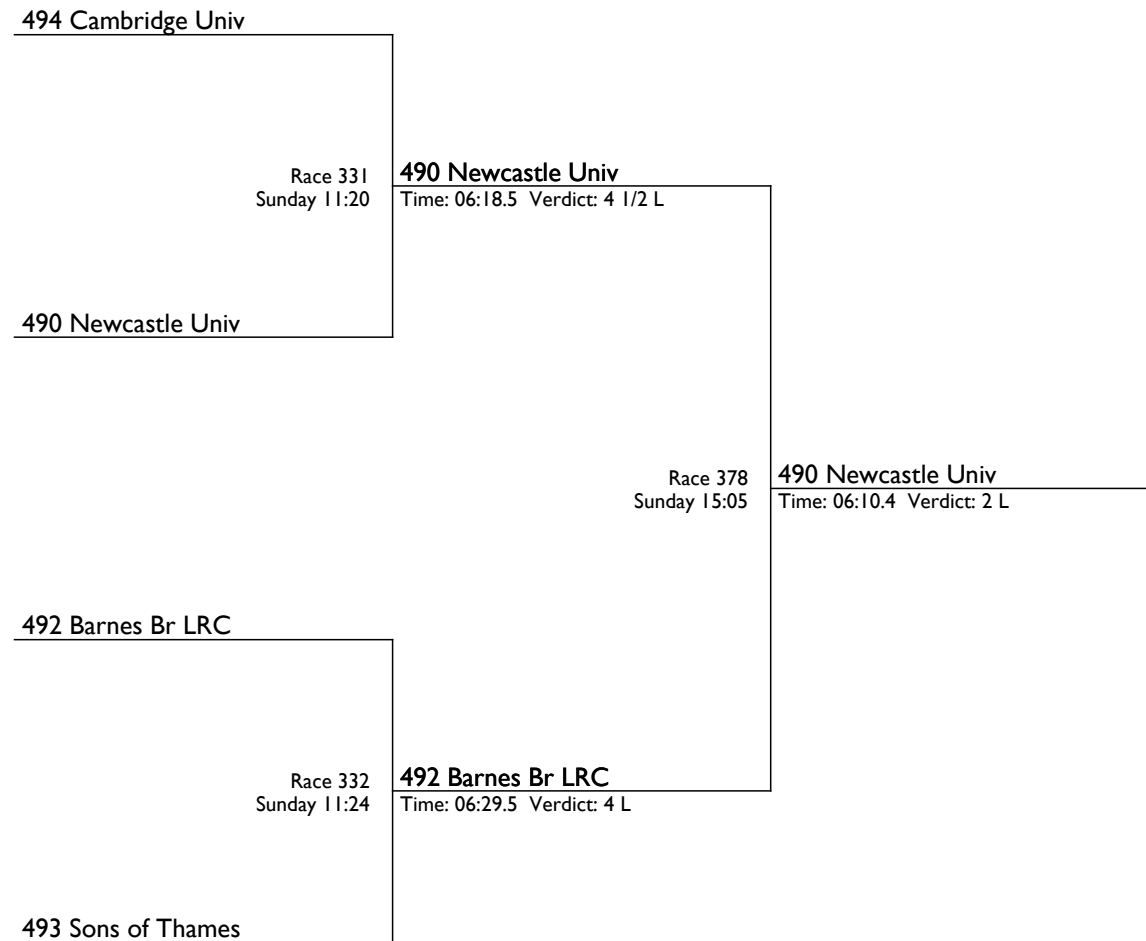 494 Cambridge Univ
Race 331
Sunday 11:20
490 Newcastle Univ
Time: 06:18.5 Verdict: 4 1/2 L
490 Newcastle Univ
Race 378
Sunday 15:05
490 Newcastle Univ
Time: 06:10.4 Verdict: 2 L
492 Barnes Br LRC
Race 332
Sunday 11:24
492 Barnes Br LRC
Time: 06:29.5 Verdict: 4 L
493 Sons of Thames